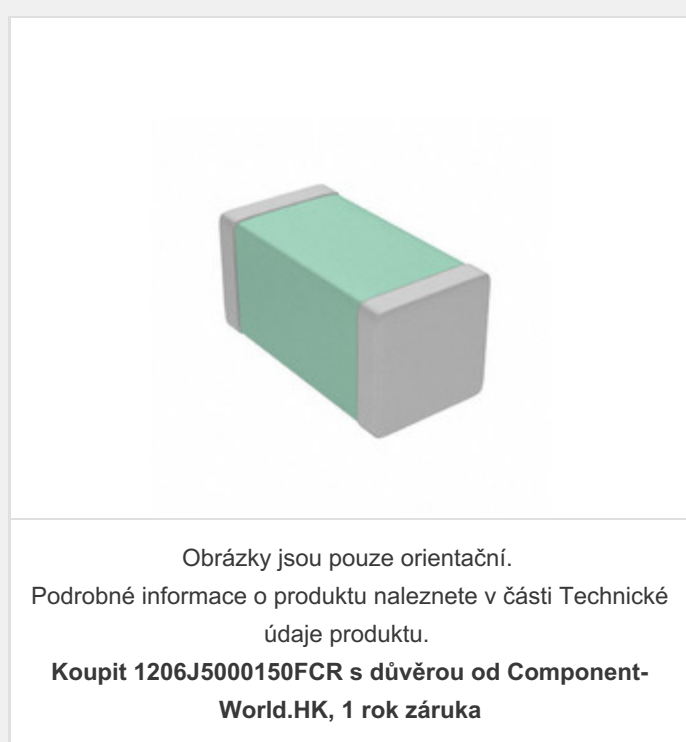 Obrázky jsou pouze orientační.
Podrobné informace o produktu naleznete v části Technické
údaje produktu.
Koupit 1206J5000150FCR s důvěrou od Component-
World.HK, 1 rok záruka